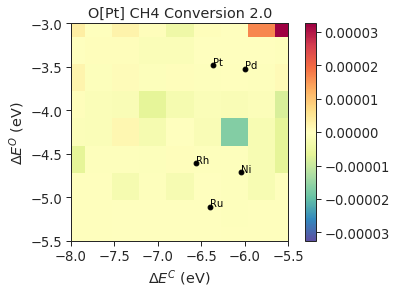 O[Pt] CH4 Conversion 2.0
−3.0
−3.5
−4.0
−4.5
−5.0
−5.5
ΔE^O (eV)
Pt
Pd
Rh
Ni
Ru
−8.0 −7.5 −7.0 −6.5 −6.0 −5.5
ΔE^C (eV)
0.00003
0.00002
0.00001
0.00000
−0.00001
−0.00002
−0.00003